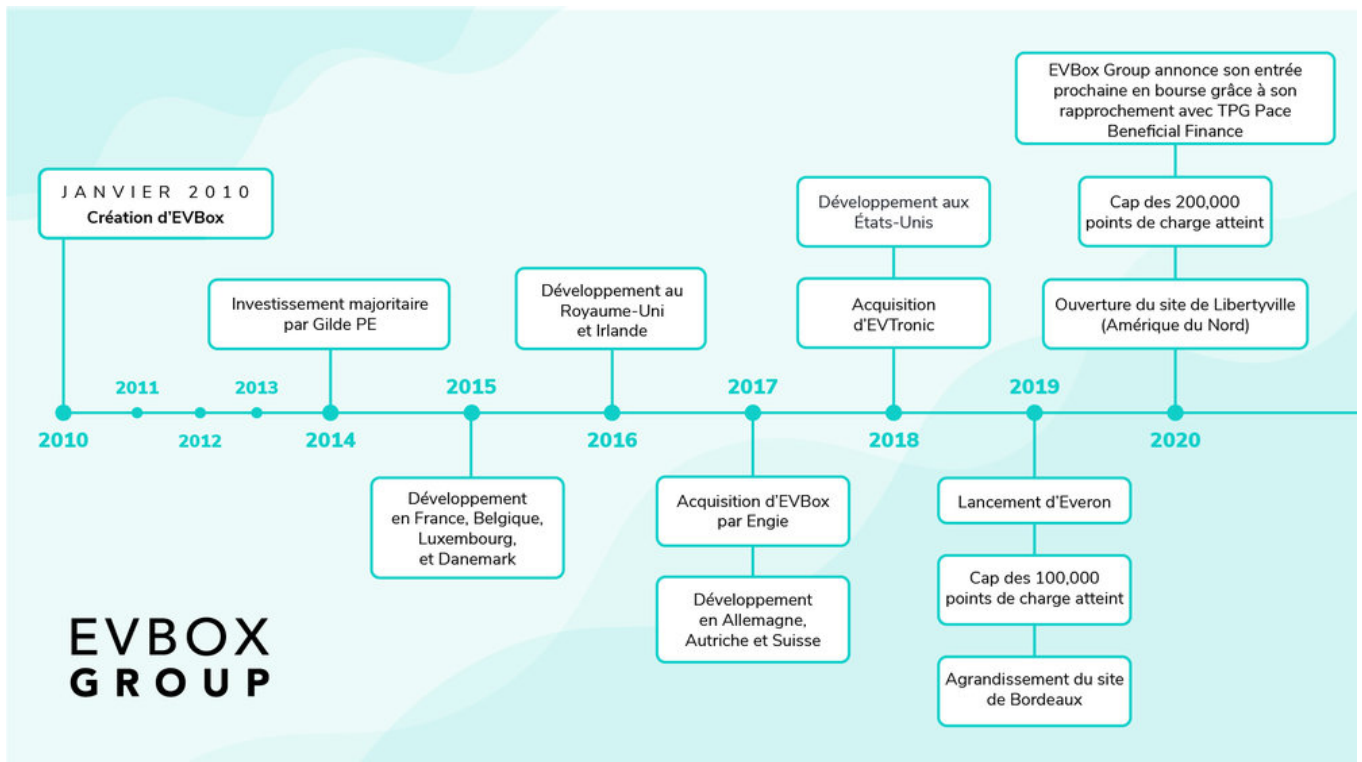 EVBox Group annonce son entrée
prochaine en bourse grâce à son
rapprochement avec TPG Pace
Beneficial Finance
JANVIER 2010
Création d'EVBox
Développement aux
États-Unis
Cap des 200,000
points de charge atteint
Investissement majoritaire
par Gilde PE
Développement au
Royaume-Uni
et Irlande
Acquisition
d'EVTronic
Ouverture du site de Libertyville
(Amérique du Nord)
2011
2013
2015
2017
2019
2010
2012
2014
2016
2018
2020
Développement
en France, Belgique,
Luxembourg,
et Danemark
Acquisition d'EVBox
par Engie
Lancement d'Everon
Développement
en Allemagne,
Autriche et Suisse
Cap des 100,000
points de charge atteint
Agrandissement du site
de Bordeaux
EVBOX
GROUP